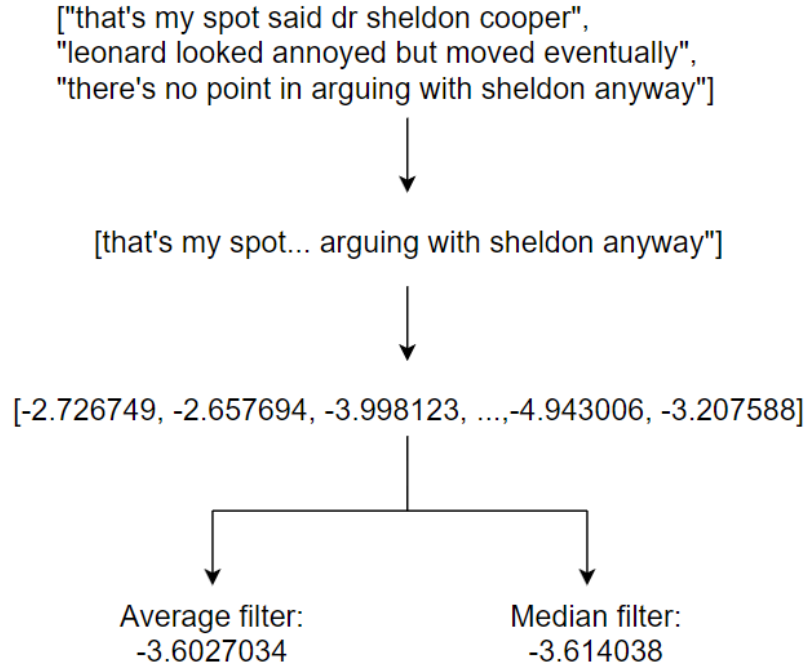 ["that's my spot said dr sheldon cooper",
"leonard looked annoyed but moved eventually",
"there's no point in arguing with sheldon anyway"]
[that's my spot... arguing with sheldon anyway"]
[-2.726749, -2.657694, -3.998123, ...,-4.943006, -3.207588]
Average filter:
-3.6027034
Median filter:
-3.614038